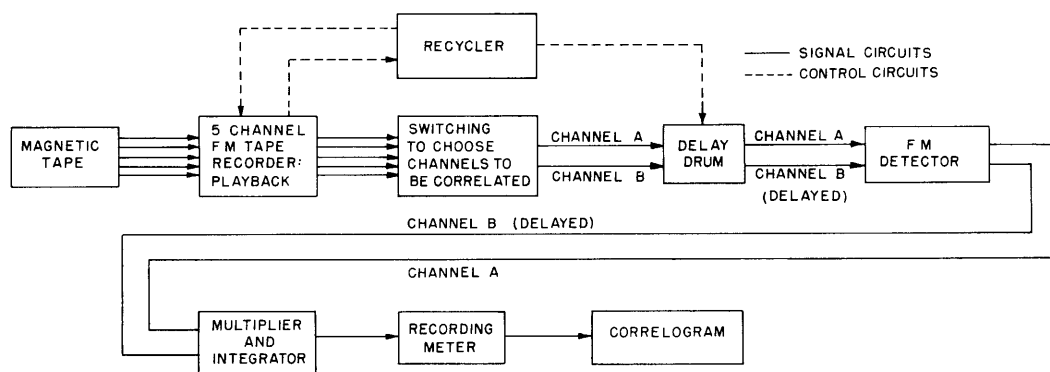 RECYCLER
SIGNAL CIRCUITS
CONTROL CIRCUITS
MAGNETIC
TAPE
5 CHANNEL
FM TAPE
RECORDER:
PLAYBACK
SWITCHING
TO CHOOSE
CHANNELS TO
BE CORRELATED
CHANNEL A
CHANNEL B
DELAY
DRUM
CHANNEL A
CHANNEL B
(DELAYED)
FM
DETECTOR
CHANNEL B (DELAYED)
CHANNEL A
MULTIPLIER
AND
INTEGRATOR
RECORDING
METER
CORRELOGRAM